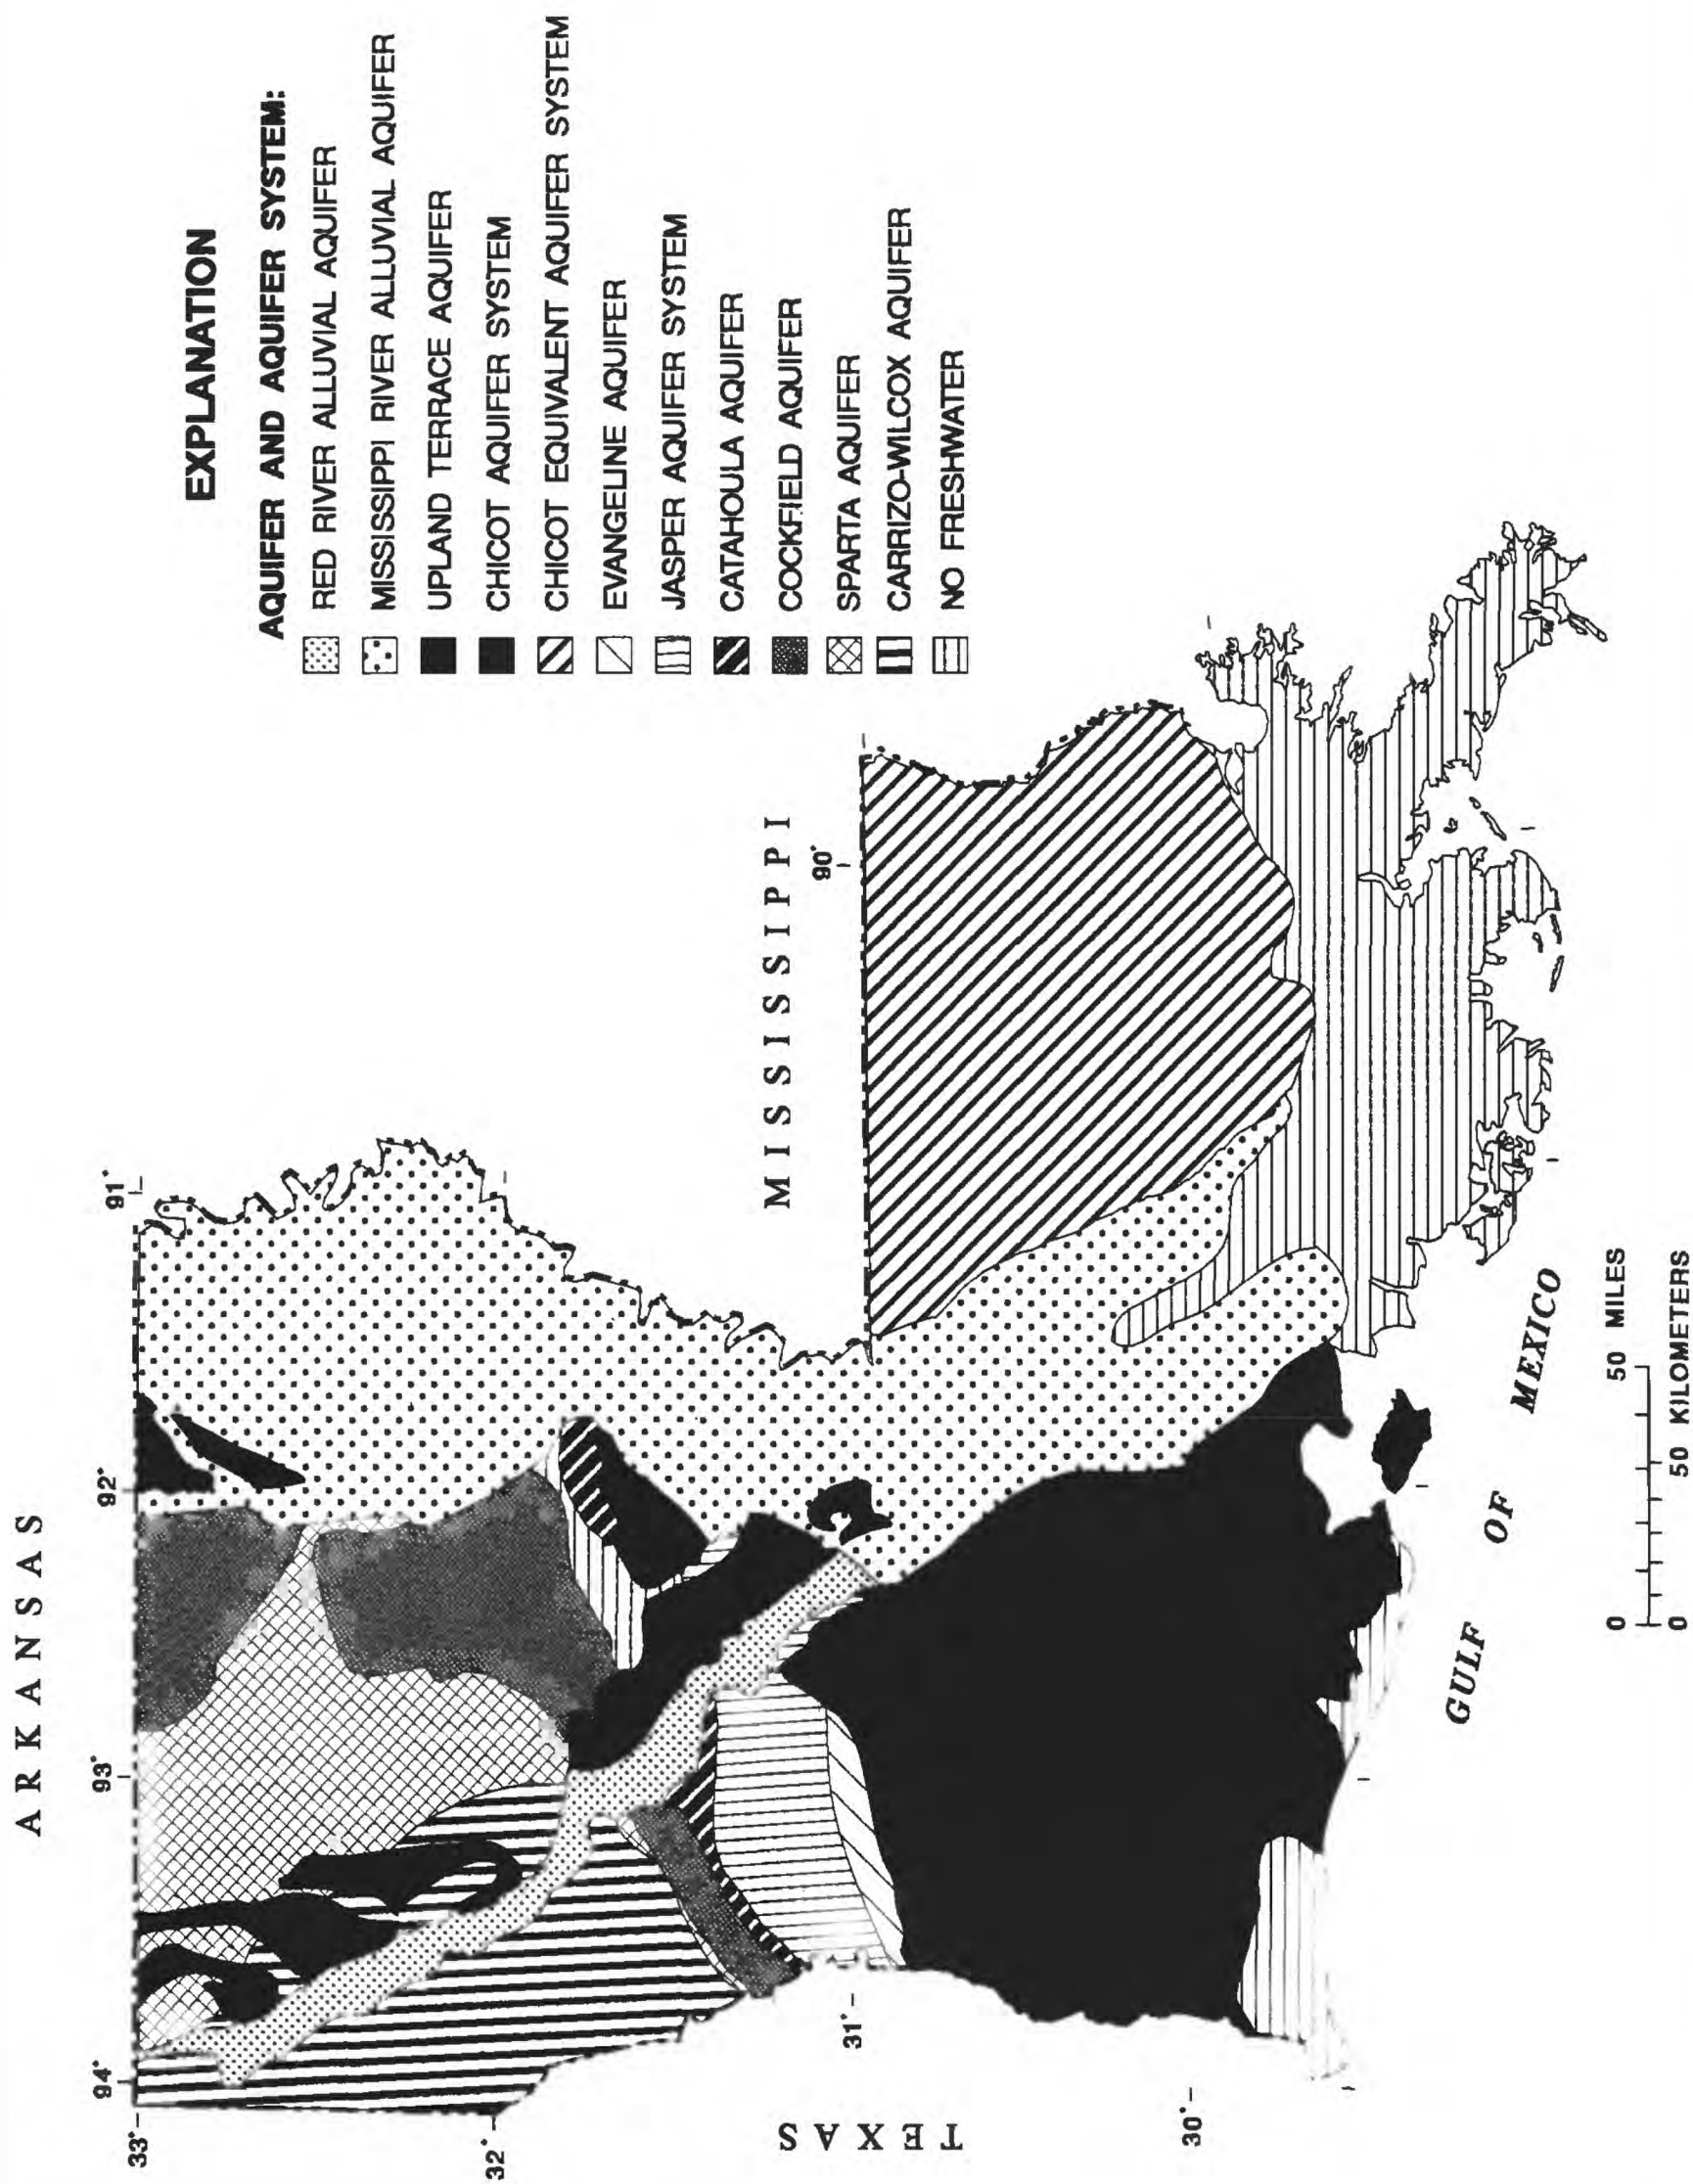 ARKANSAS
94°
93°
92°
91°
33°
32°
31°
30°
90°
TEXAS
MISSISSIPPI
GULF OF MEXICO
EXPLANATION
AQUIFER AND AQUIFER SYSTEM:
RED RIVER ALLUVIAL AQUIFER
MISSISSIPPI RIVER ALLUVIAL AQUIFER
UPLAND TERRACE AQUIFER
CHICOT AQUIFER SYSTEM
CHICOT EQUIVALENT AQUIFER SYSTEM
EVANGELINE AQUIFER
JASPER AQUIFER SYSTEM
CATAHOULA AQUIFER
COCKFIELD AQUIFER
SPARTA AQUIFER
CARRIZO-WILCOX AQUIFER
NO FRESHWATER
0 50 MILES
0 50 KILOMETERS